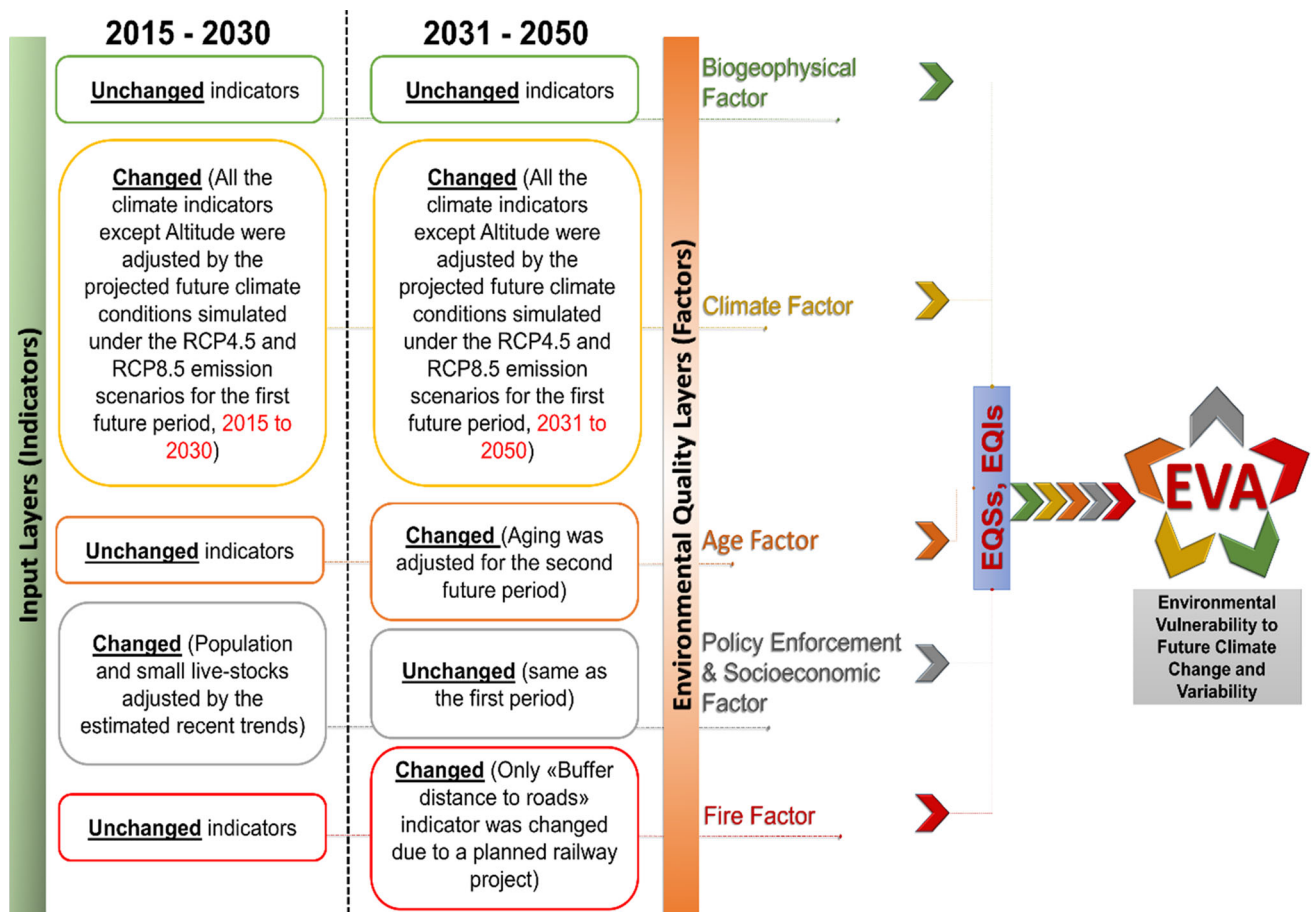 2015 - 2030
2031 - 2050
Input Layers (Indicators)
Unchanged indicators
Changed (All the
climate indicators
except Altitude were
adjusted by the
projected future climate
conditions simulated
under the RCP4.5 and
RCP8.5 emission
scenarios for the first
future period, 2015 to
2030)
Unchanged indicators
Changed (Population
and small live-stocks
adjusted by the
estimated recent trends)
Unchanged indicators
Unchanged indicators
Changed (All the
climate indicators
except Altitude were
adjusted by the
projected future climate
conditions simulated
under the RCP4.5 and
RCP8.5 emission
scenarios for the first
future period, 2031 to
2050)
Changed (Aging was
adjusted for the second
future period)
Unchanged (same as
the first period)
Changed (Only «Buffer
distance to roads»
indicator was changed
due to a planned railway
project)
Environmental Quality Layers (Factors)
Biogeophysical
Factor
Climate Factor
Age Factor
Policy Enforcement
& Socioeconomic
Factor
Fire Factor
EQSs, EQIs
EVA
Environmental
Vulnerability to
Future Climate
Change and
Variability